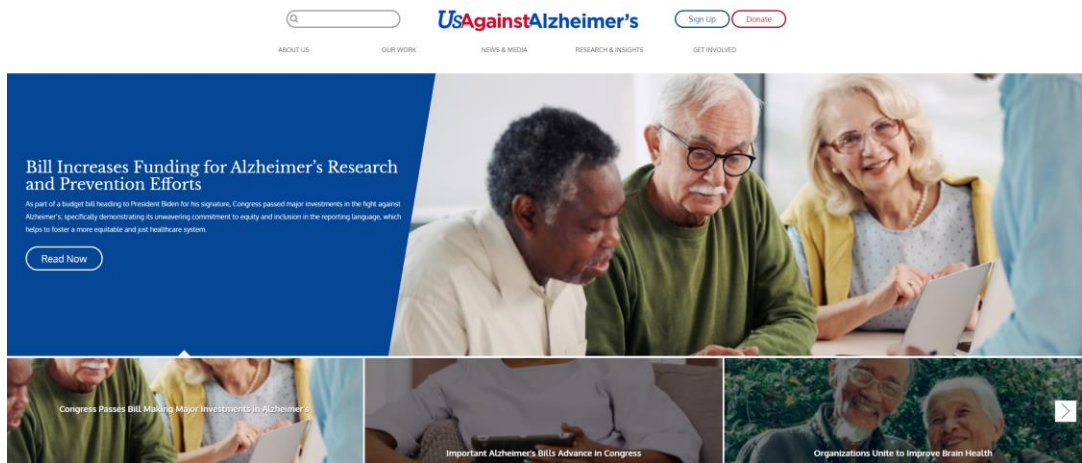 UsAgainstAlzheimer's
Sign Up
Donate
ABOUT US
OUR WORK
NEWS & MEDIA
RESEARCH & INSIGHTS
GET INVOLVED
Bill Increases Funding for Alzheimer's Research
and Prevention Efforts
As part of a budget bill heading to President Biden for his signature, Congress passed major investments in the fight against
Alzheimer's; specifically demonstrating its unwavering commitment to equity and inclusion in the reporting language, which
helps to foster a more equitable and just healthcare system.
Read Now
Congress Passes Bill Making Major Investments in Alzheimer's
Important Alzheimer's Bills Advance in Congress
Organizations Unite to Improve Brain Health